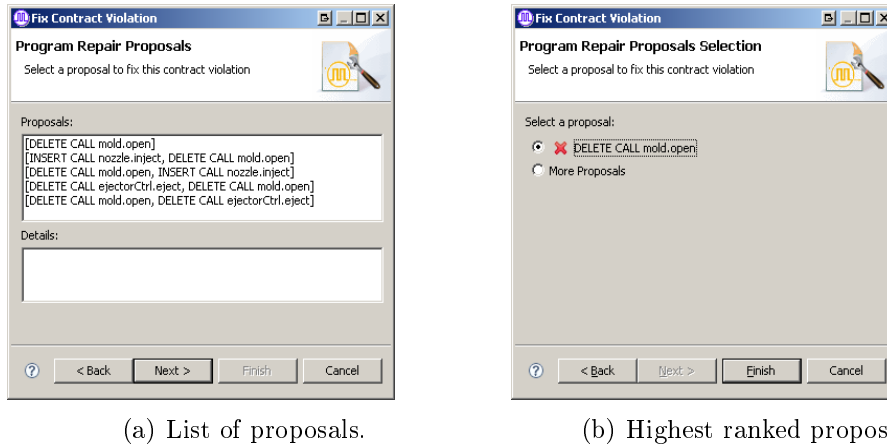 Fix Contract Violation
Program Repair Proposals
Select a proposal to fix this contract violation
Proposals:
[DELETE CALL mold.open]
[INSERT CALL nozzle.inject, DELETE CALL mold.open]
[DELETE CALL mold.open, INSERT CALL nozzle.inject]
[DELETE CALL ejectorCtrl.eject, DELETE CALL mold.open]
[DELETE CALL mold.open, DELETE CALL ejectorCtrl.eject]
Details:
< Back Next > Finish Cancel
(a) List of proposals.
Fix Contract Violation
Program Repair Proposals Selection
Select a proposal to fix this contract violation
Select a proposal:
DELETE CALL mold.open
More Proposals
< Back Next > Finish Cancel
(b) Highest ranked propos